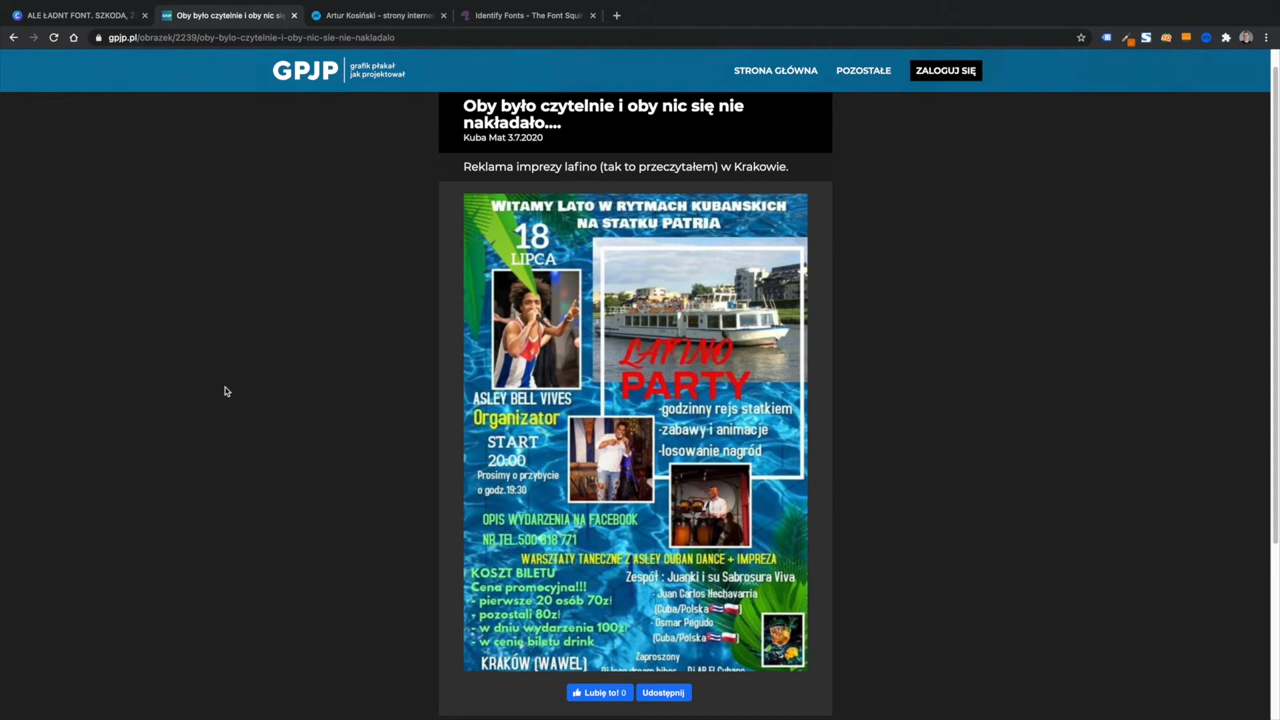 ALE ŁADNY FONT. SZKODA, Ż
Oby było czytelnie i oby nic się
Artur Kosiński - strony interne
Identify Fonts - The Font Squi
gpjp.pl/obrazek/2239/oby-bylo-czytelnie-i-oby-nic-sie-nie-nakladalo
GPJP
grafik płakał
jak projektował
STRONA GŁÓWNA
POZOSTAŁE
ZALOGUJ SIĘ
Oby było czytelnie i oby nic się nie
nakładało....
Kuba Mat 3.7.2020
Reklama imprezy lafino (tak to przeczytałem) w Krakowie.
WITAMY LATO W RYTMACH KUBANSKICH
NA STATKU PATRIA
18
LIPCA
LATINO
PARTY
-godzinny rejs statkiem
-zabawy i animacje
-losowanie nagród
ASLEY BELL VIVES
Organizator
START
20.00
Prosimy o przybycie
o godz.19:30
OPIS WYDARZENIA NA FACEBOOK
NR TEL.500 818 771
WARSZTATY TANECZNE Z ASLEY CUBAN DANCE + IMPREZA
KOSZT BILETU
Cena promocyjna!!!
- pierwsze 20 osób 70zł
- pozostali 80zł
- w dniu wydarzenia 100zł
- w cenię biletu drink
KRAKÓW (WAWEL)
Zespół : Juanki i su Sabrosura Viva
- Juan Carlos Hechavarria
(Cuba/Polska)
- Osmar Pegudo
(Cuba/Polska)
Zaproszony
Lubię to! 0
Udostępnij